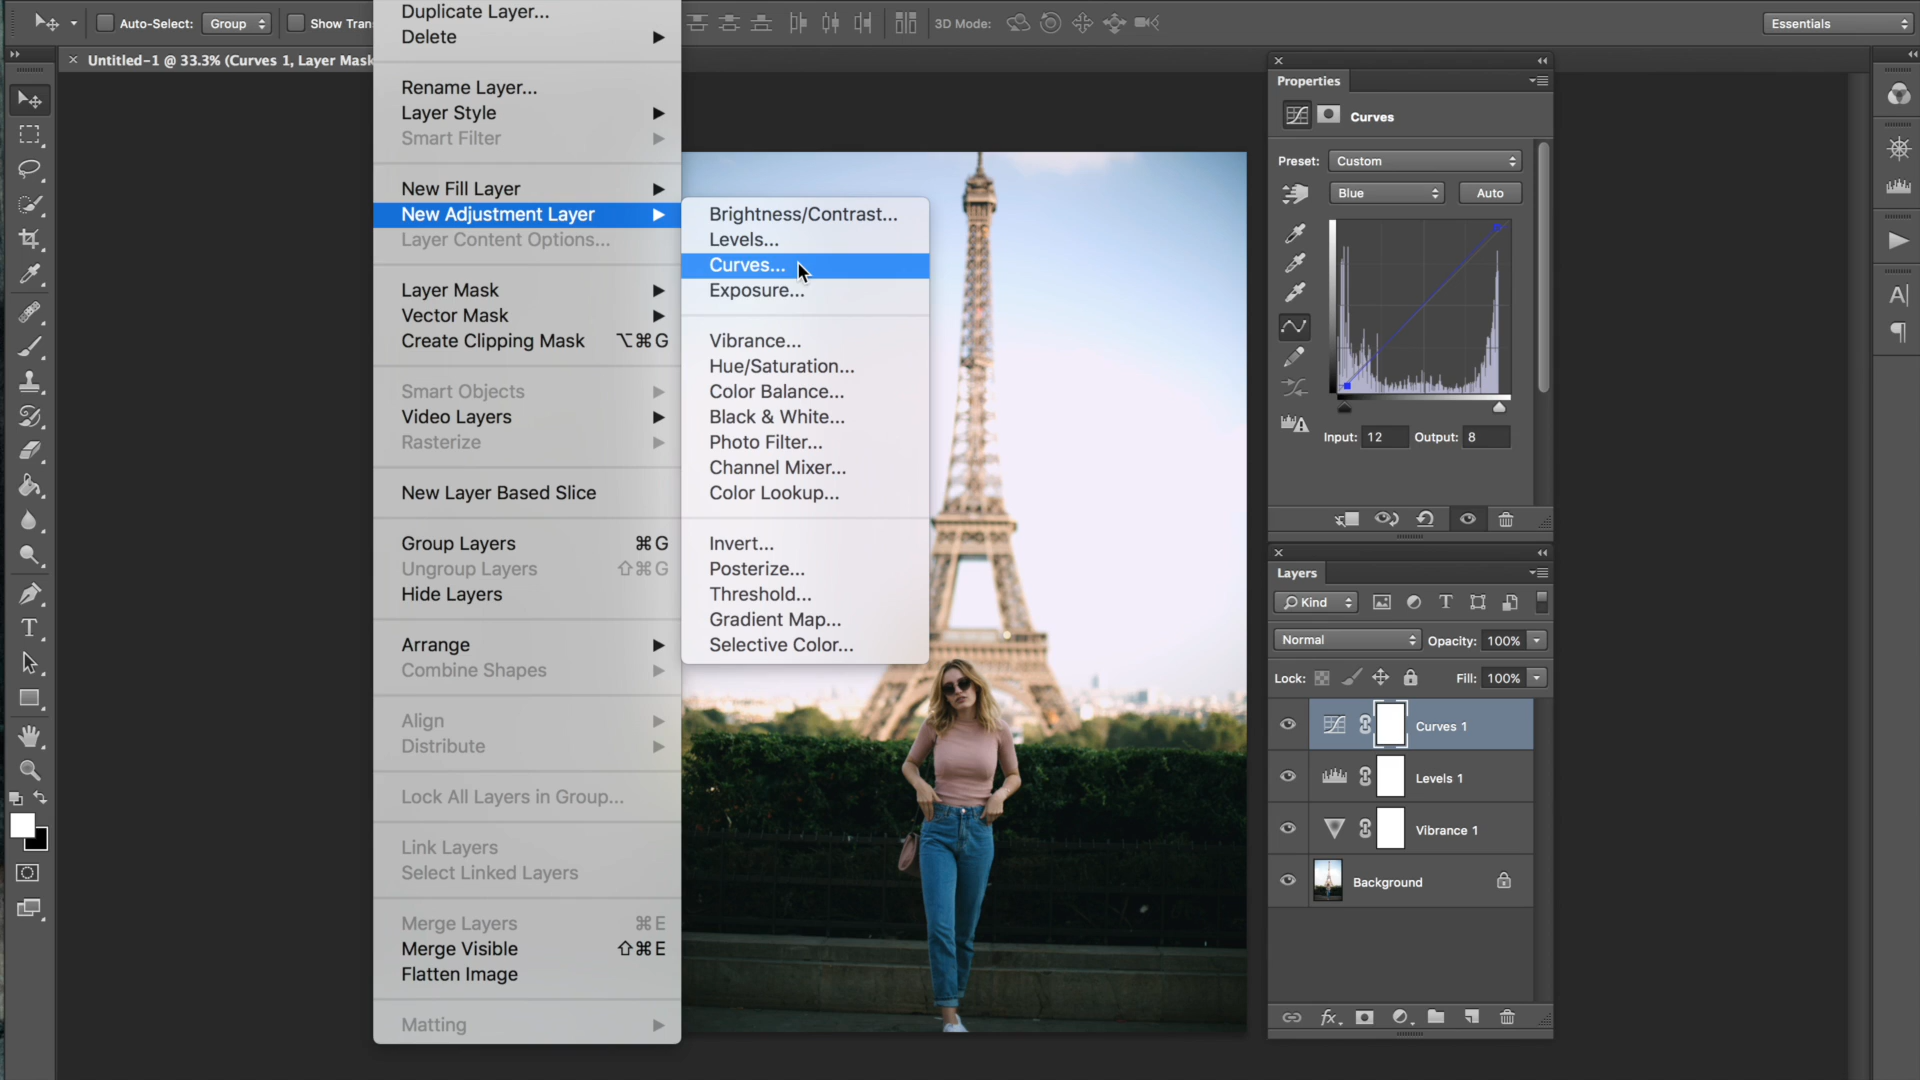 Auto-Select: Group Show Tran
3D Mode:
Essentials
Untitled-1 @ 33.3% (Curves 1, Layer Mask
Duplicate Layer...
Delete
Rename Layer...
Layer Style
Smart Filter
New Fill Layer
New Adjustment Layer
Layer Content Options...
Layer Mask
Vector Mask
Create Clipping Mask ⌥⌘G
Smart Objects
Video Layers
Rasterize
New Layer Based Slice
Group Layers ⌘G
Ungroup Layers ⇧⌘G
Hide Layers
Arrange
Combine Shapes
Align
Distribute
Lock All Layers in Group...
Link Layers
Select Linked Layers
Merge Layers ⌘E
Merge Visible ⇧⌘E
Flatten Image
Matting
Brightness/Contrast...
Levels...
Curves...
Exposure...
Vibrance...
Hue/Saturation...
Color Balance...
Black & White...
Photo Filter...
Channel Mixer...
Color Lookup...
Invert...
Posterize...
Threshold...
Gradient Map...
Selective Color...
Properties
Curves
Preset: Custom
Blue Auto
Input: 12 Output: 8
Layers
Kind
Normal Opacity: 100%
Lock: Fill: 100%
Curves 1
Levels 1
Vibrance 1
Background